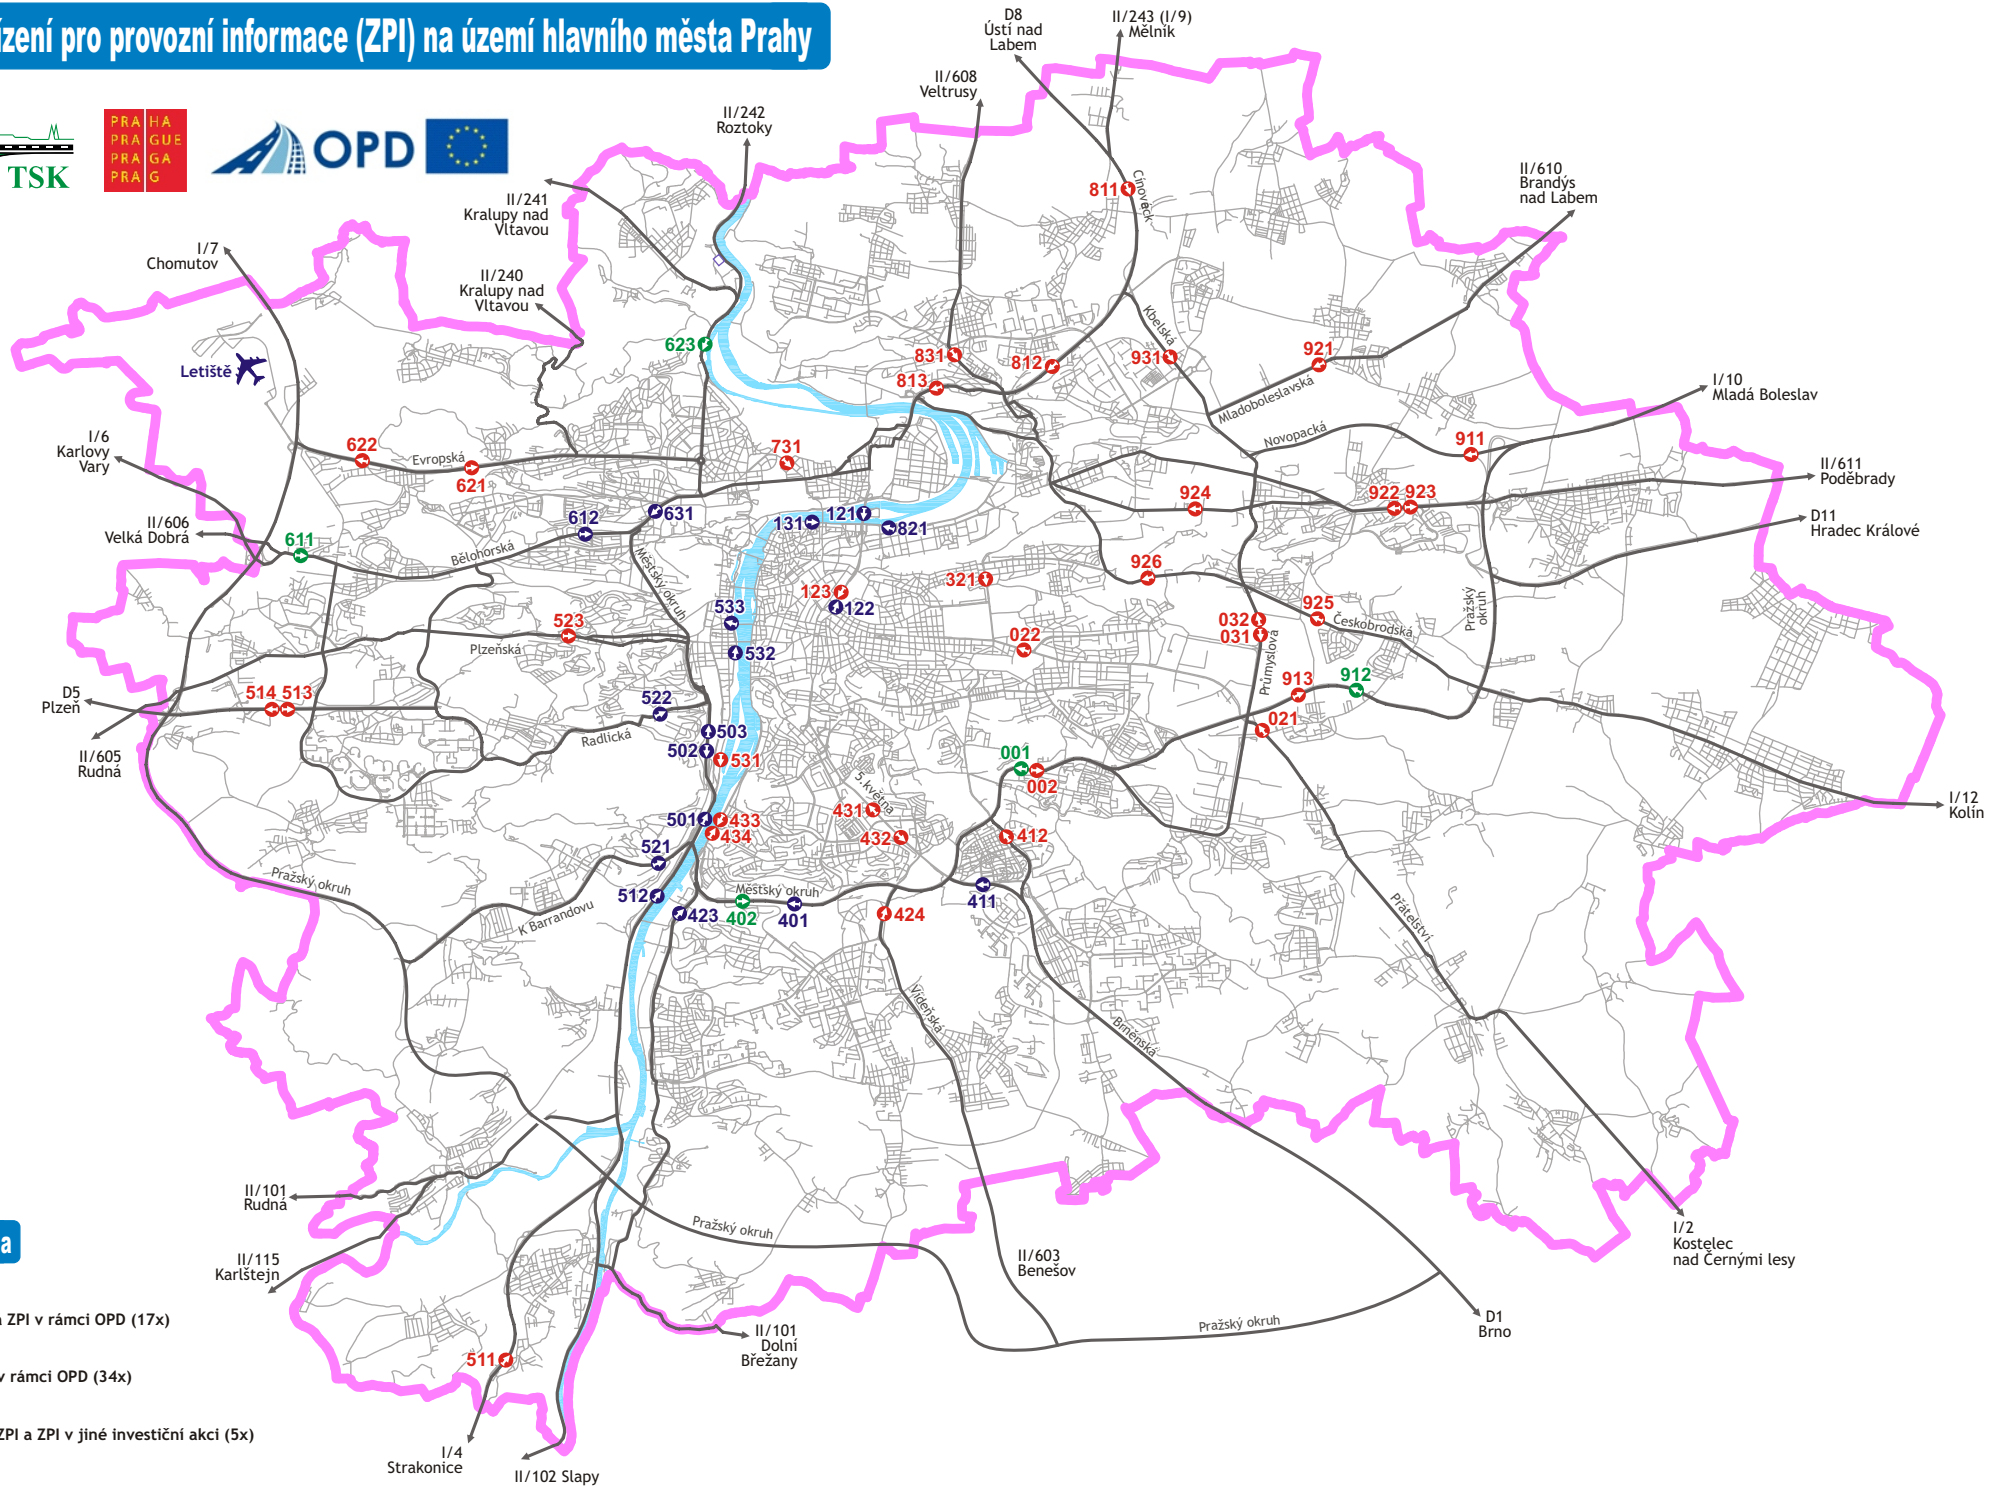 ízení pro provozní informace (ZPI) na území hlavního města Prahy
TSK
PRA HA
PRA GUE
PRA GA
PRA G
OPD
D8
Ústí nad
Labem
II/243 (I/9)
Mělník
II/608
Veltrusy
II/242
Roztoky
II/241
Kralupy nad
Vltavou
II/240
Kralupy nad
Vltavou
I/7
Chomutov
II/610
Brandýs
nad Labem
811
Cínovecká
Letiště
623
831
812
813
Kbelská
931
921
Mladoboleslavská
I/10
Mladá Boleslav
I/6
Karlovy
Vary
622
Evropská
621
731
Novopacká
911
II/611
Poděbrady
II/606
Velká Dobrá
611
612
631
Bělohorská
131
121
821
924
922
923
D11
Hradec Králové
Městský okruh
123
122
321
926
Pražský
okruh
533
523
Plzeňská
532
022
032
031
Průmyslová
925
Českobrodská
D5
Plzeň
514
513
522
503
502
531
Radlická
913
912
021
II/605
Rudná
001
002
5.května
431
432
412
501
433
434
521
I/12
Kolín
Pražský okruh
512
423
K Barrandovu
Městský okruh
402
401
424
411
Přátelství
Vídeňská
Brněnská
II/101
Rudná
II/115
Karlštejn
Pražský okruh
II/603
Benešov
I/2
Kostelec
nad Černými lesy
a
a ZPI v rámci OPD (17x)
v rámci OPD (34x)
ZPI a ZPI v jiné investiční akci (5x)
511
II/101
Dolní
Břežany
Pražský okruh
D1
Brno
I/4
Strakonice
II/102 Slapy